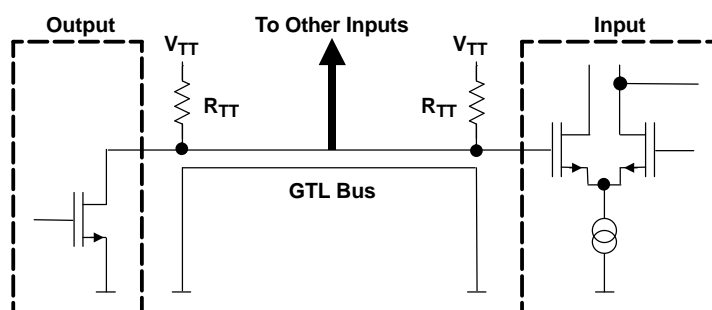 Output
To Other Inputs
Input
VTT
VTT
RTT
RTT
GTL Bus